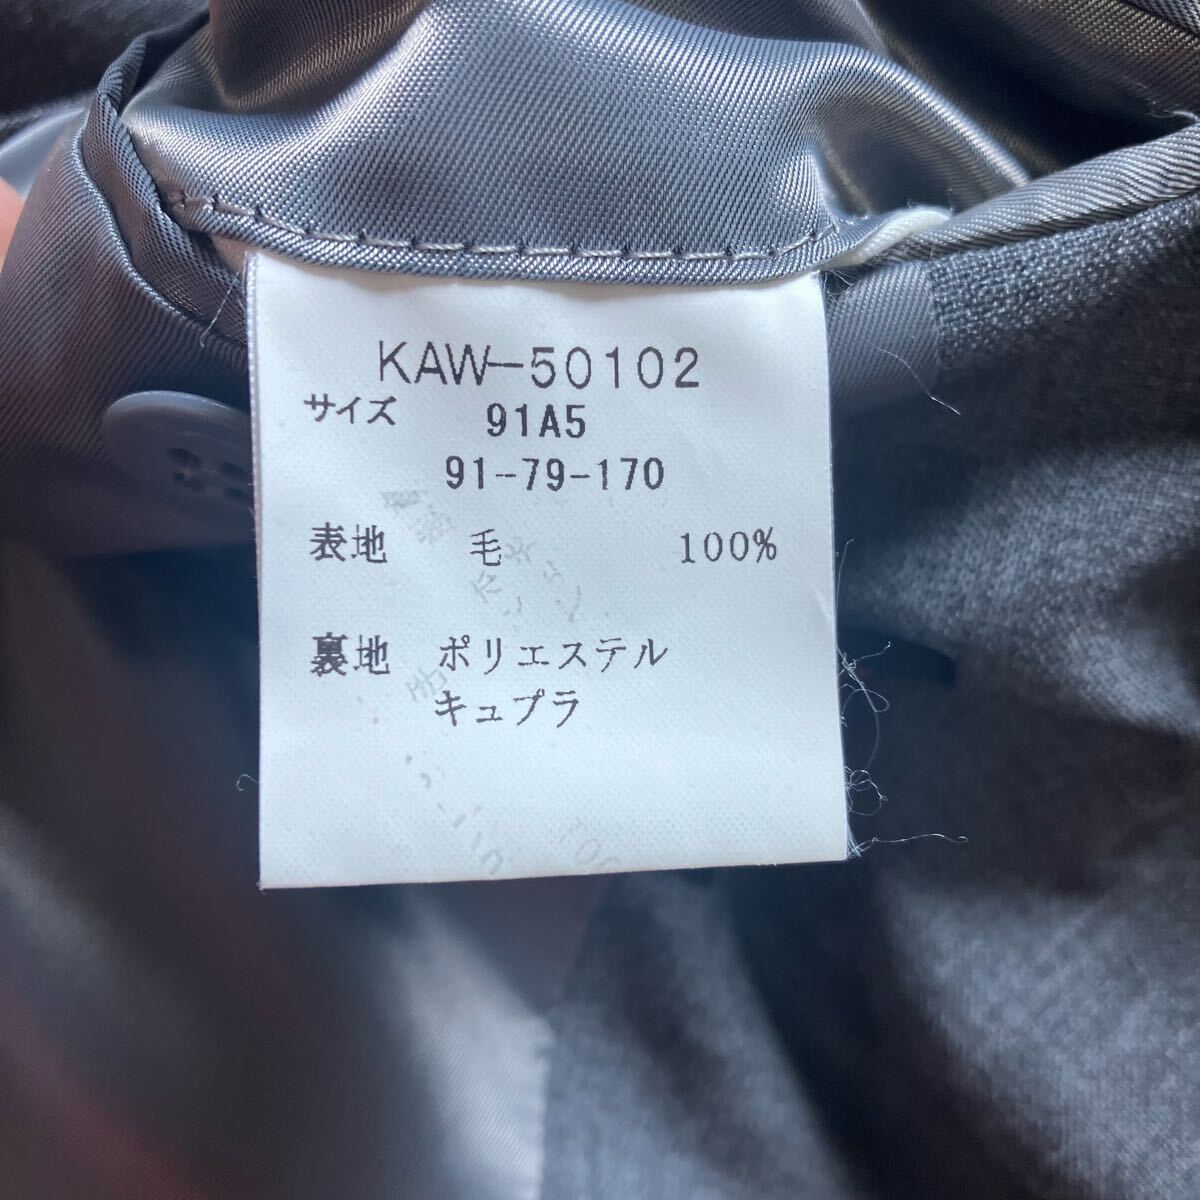 KAW-50102
サイズ 91A5
91-79-170
表地 毛 100%
裏地 ポリエステル
キュプラ